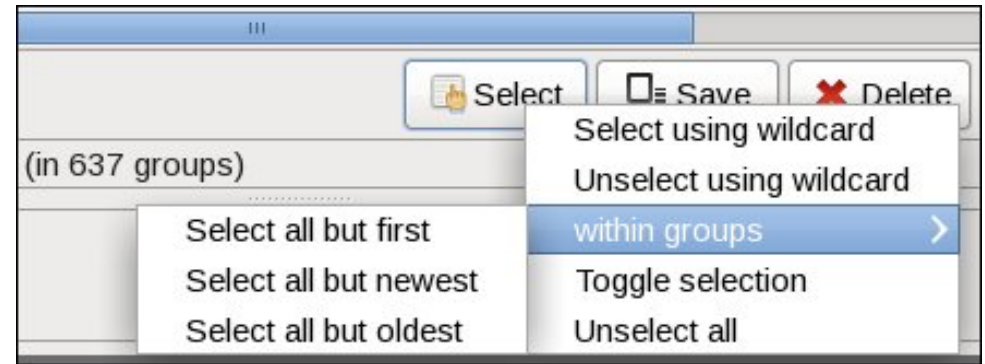 Select Save Delete
Select using wildcard
(in 637 groups)
Unselect using wildcard
Select all but first
within groups
Select all but newest
Toggle selection
Select all but oldest
Unselect all